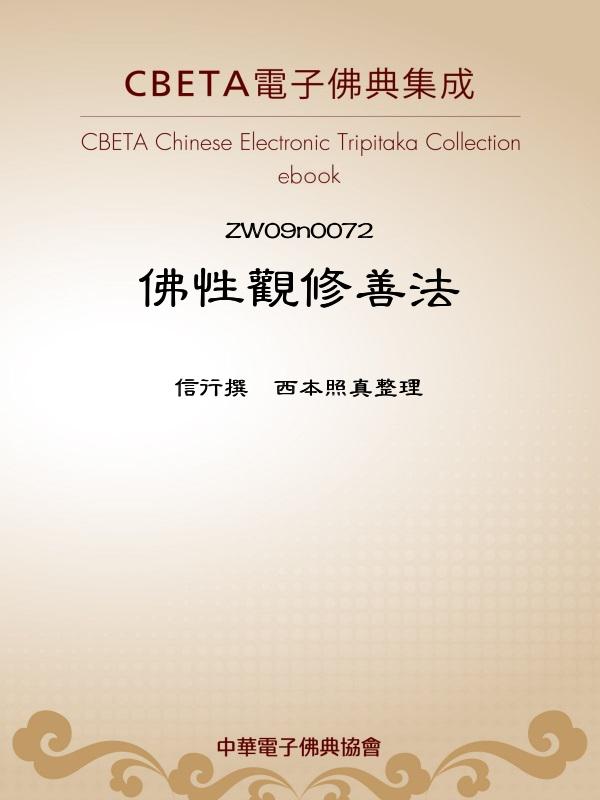 CBETA電子佛典集成
CBETA Chinese Electronic Tripitaka Collection
ebook
ZW09n0072
佛性觀修善法
信行撰　西本照真整理
中華電子佛典協會